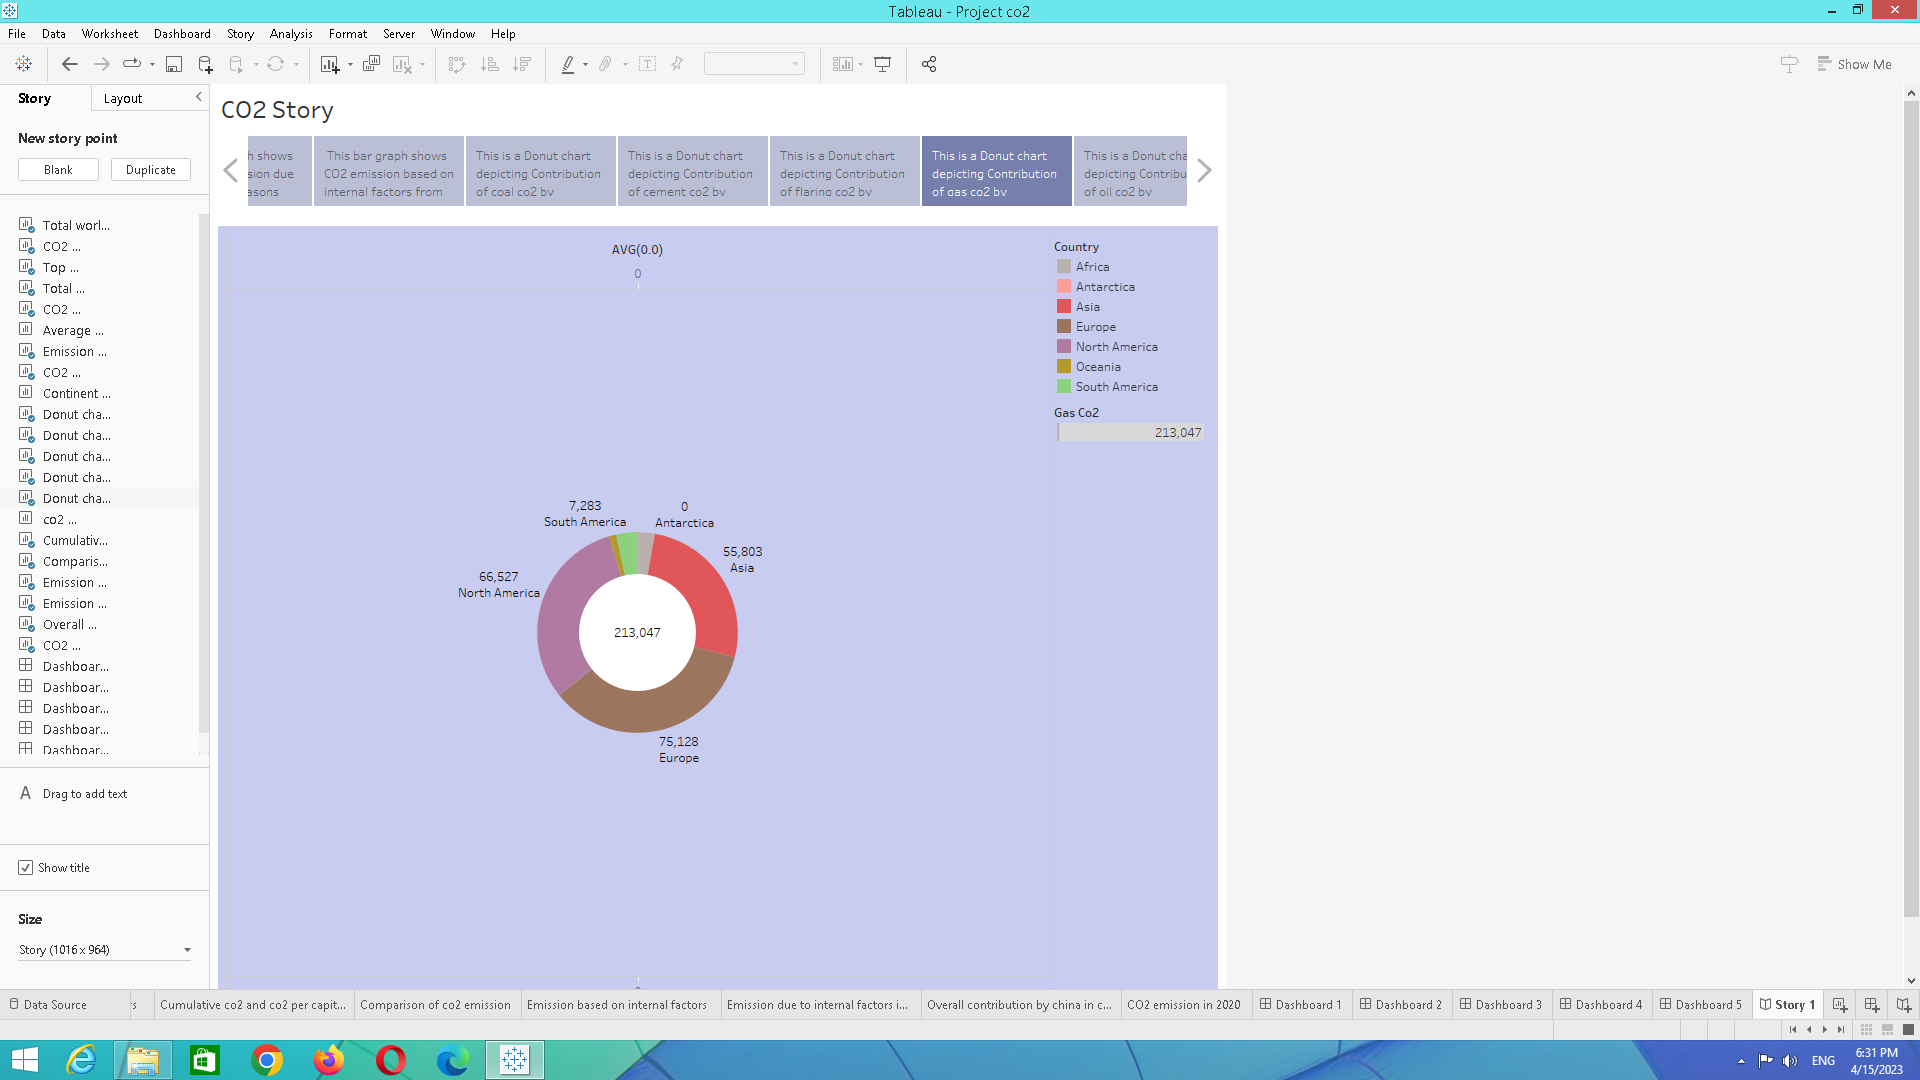 Tableau - Project co2
File Data Worksheet Dashboard Story Analysis Format Server Window Help
Show Me
Story Layout
New story point
Blank Duplicate
Total worl...
CO2 ...
Top ...
Total ...
CO2 ...
Average ...
Emission ...
CO2 ...
Continent ...
Donut cha...
Donut cha...
Donut cha...
Donut cha...
Donut cha...
co2 ...
Cumulativ...
Comparis...
Emission ...
Emission ...
Overall ...
CO2 ...
Dashboar...
Dashboar...
Dashboar...
Dashboar...
Dashboar...
A Drag to add text
Show title
Size
Story (1016 x 964)
CO2 Story
h shows
sion due
asons
This bar graph shows
CO2 emission based on
internal factors from
This is a Donut chart
depicting Contribution
of coal co2 by
This is a Donut chart
depicting Contribution
of cement co2 by
This is a Donut chart
depicting Contribution
of flaring co2 by
This is a Donut chart
depicting Contribution
of gas co2 by
This is a Donut cha
depicting Contribu
of oil co2 by
AVG(0.0)
0
Country
Africa
Antarctica
Asia
Europe
North America
Oceania
South America
Gas Co2
213,047
7,283
South America
0
Antarctica
55,803
Asia
66,527
North America
213,047
75,128
Europe
Data Source
Cumulative co2 and co2 per capit...
Comparison of co2 emission
Emission based on internal factors
Emission due to internal factors i...
Overall contribution by china in c...
CO2 emission in 2020
Dashboard 1
Dashboard 2
Dashboard 3
Dashboard 4
Dashboard 5
Story 1
ENG
6:31 PM
4/15/2023